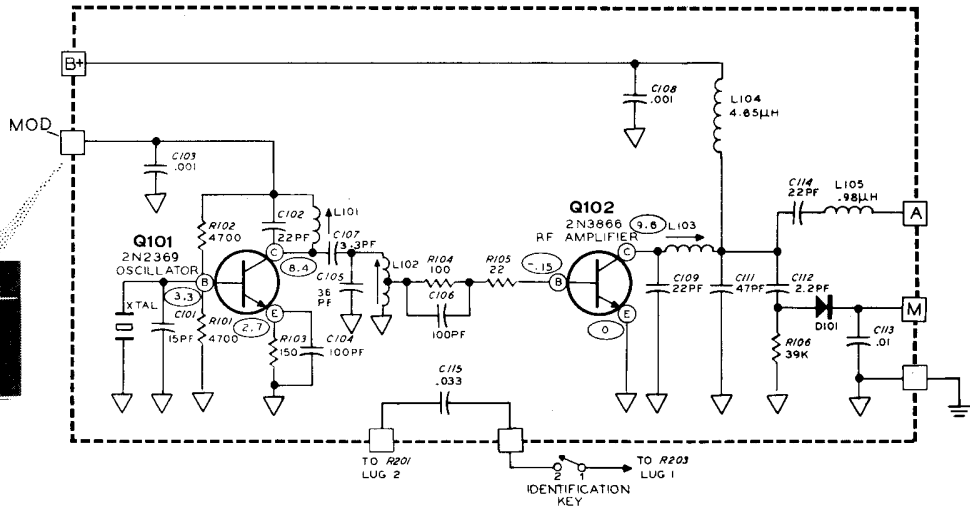 B+
MOD
C103
.001
C108
.001
L104
4.65µH
C114
22PF
L105
.98µH
A
Q101
2N2369
OSCILLATOR
R102
4700
C102
22PF
L101
C107
3.3PF
C
8.4
B
3.3
E
2.7
XTAL
C101
15PF
R101
4700
R103
150
C104
100PF
C105
36
PF
L102
R104
100
C106
100PF
R105
22
-.15
Q102
2N3866
RF AMPLIFIER
9.6
L103
C
B
E
0
C109
22PF
C111
47PF
C112
2.2PF
D101
M
R106
39K
C113
.01
C115
.033
TO R201
LUG 2
2 1
TO R203
LUG 1
IDENTIFICATION
KEY